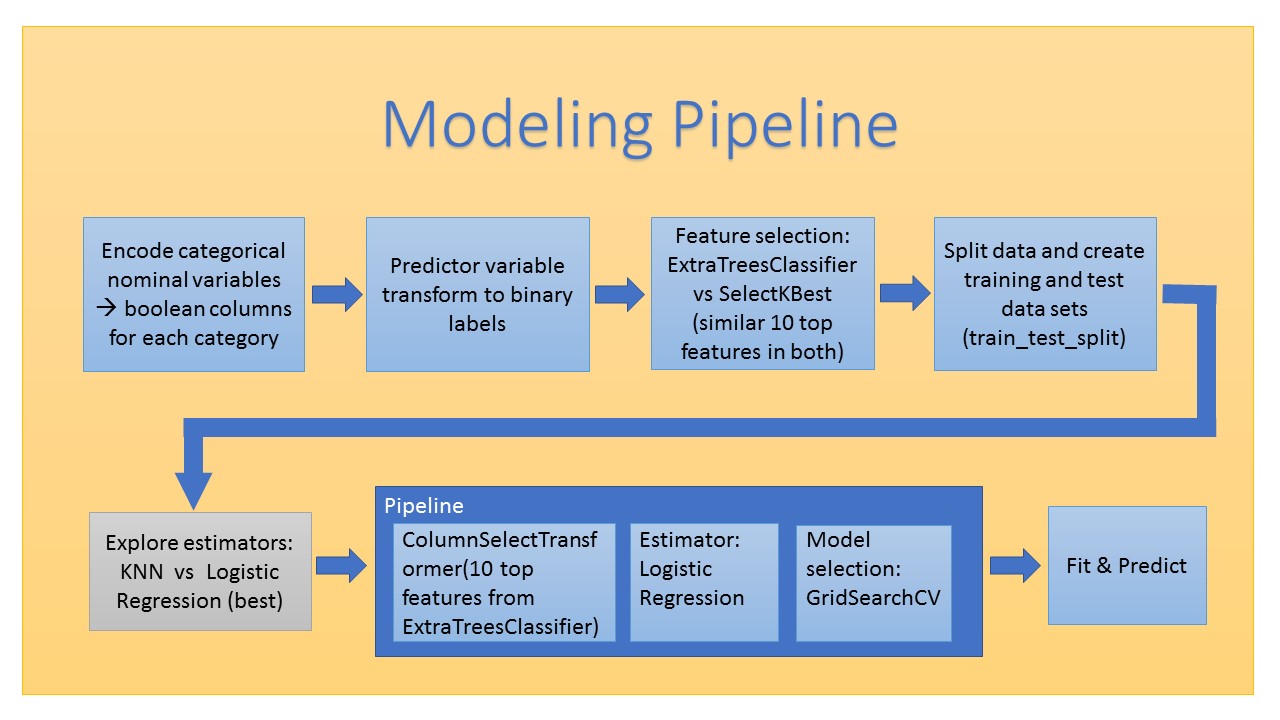 Modeling Pipeline
Encode categorical
nominal variables
→ boolean columns
for each category
Predictor variable
transform to binary
labels
Feature selection:
ExtraTreesClassifier
vs SelectKBest
(similar 10 top
features in both)
Split data and create
training and test
data sets
(train_test_split)
Explore estimators:
KNN vs Logistic
Regression (best)
Pipeline
ColumnSelectTransf
ormer(10 top
features from
ExtraTreesClassifier)
Estimator:
Logistic
Regression
Model
selection:
GridSearchCV
Fit & Predict